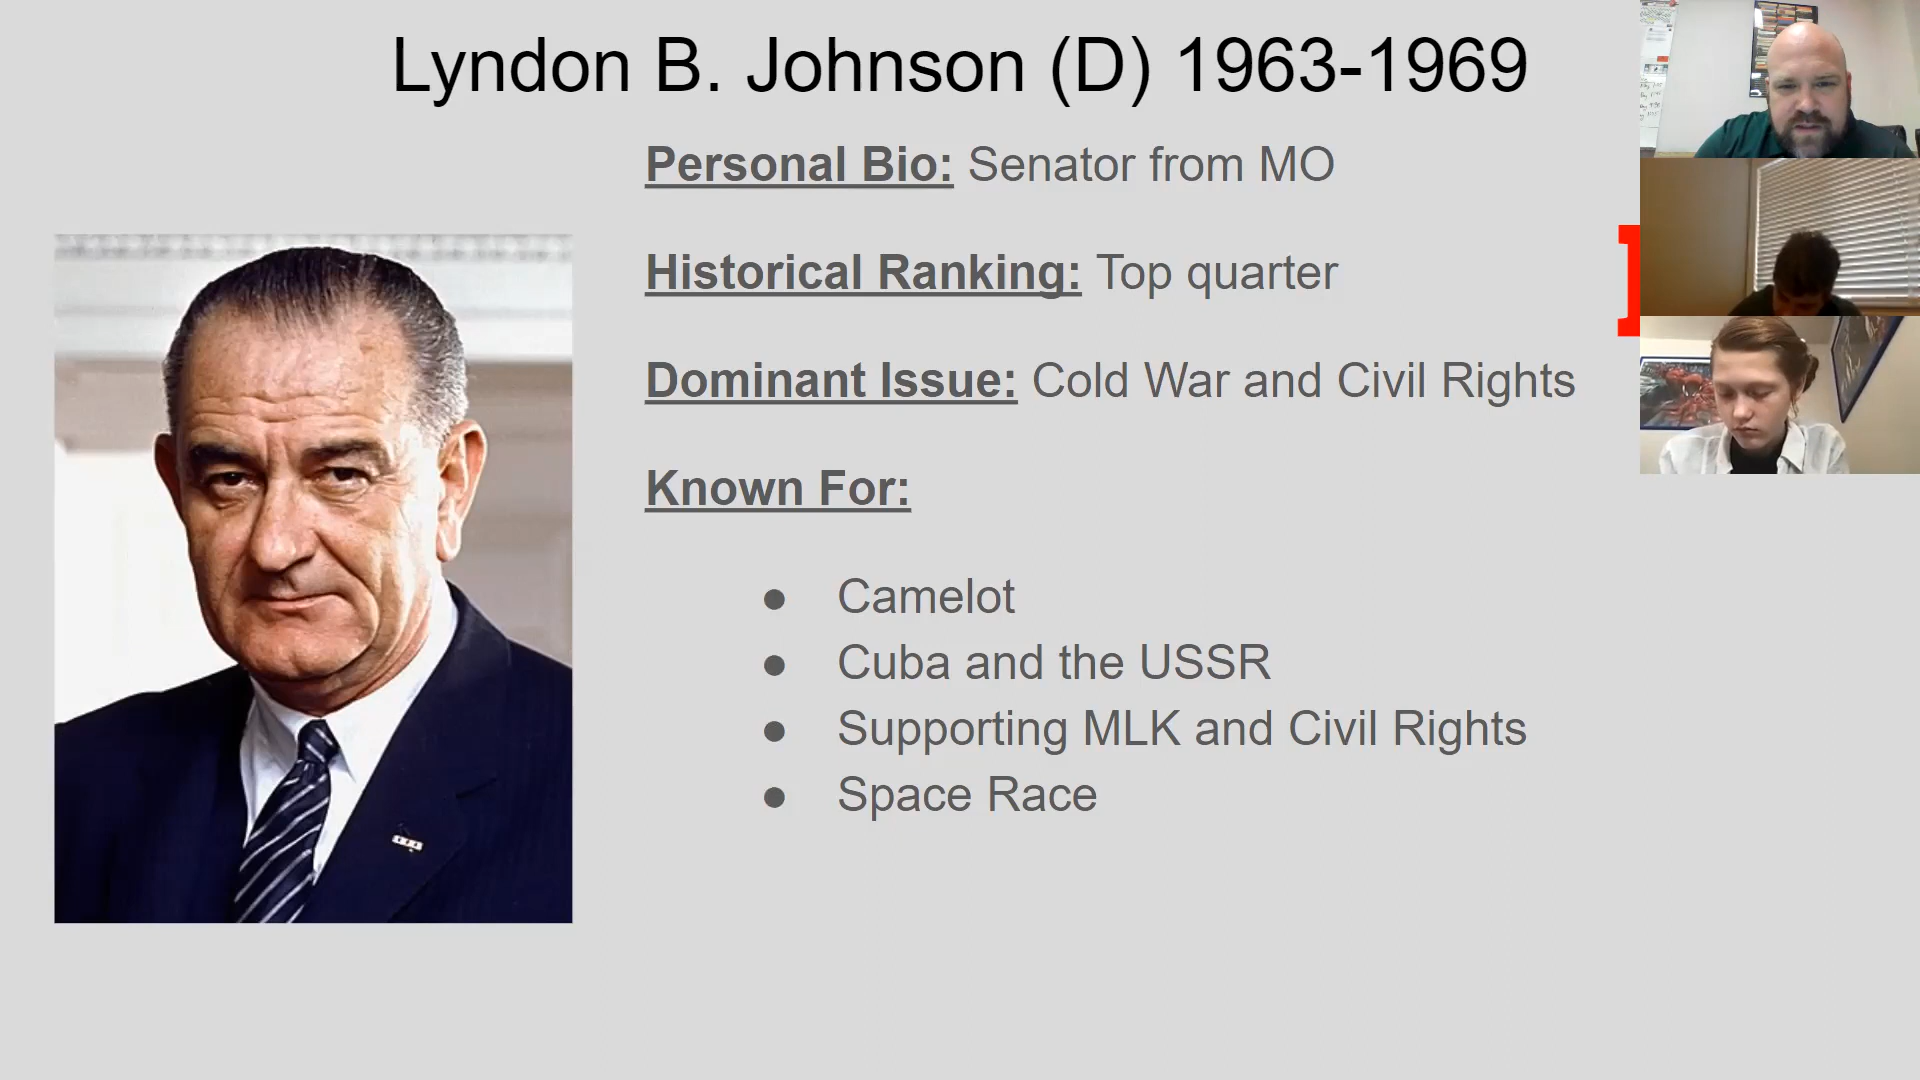 Lyndon B. Johnson (D) 1963-1969
Personal Bio: Senator from MO
Historical Ranking: Top quarter
Dominant Issue: Cold War and Civil Rights
Known For:
● Camelot
● Cuba and the USSR
● Supporting MLK and Civil Rights
● Space Race